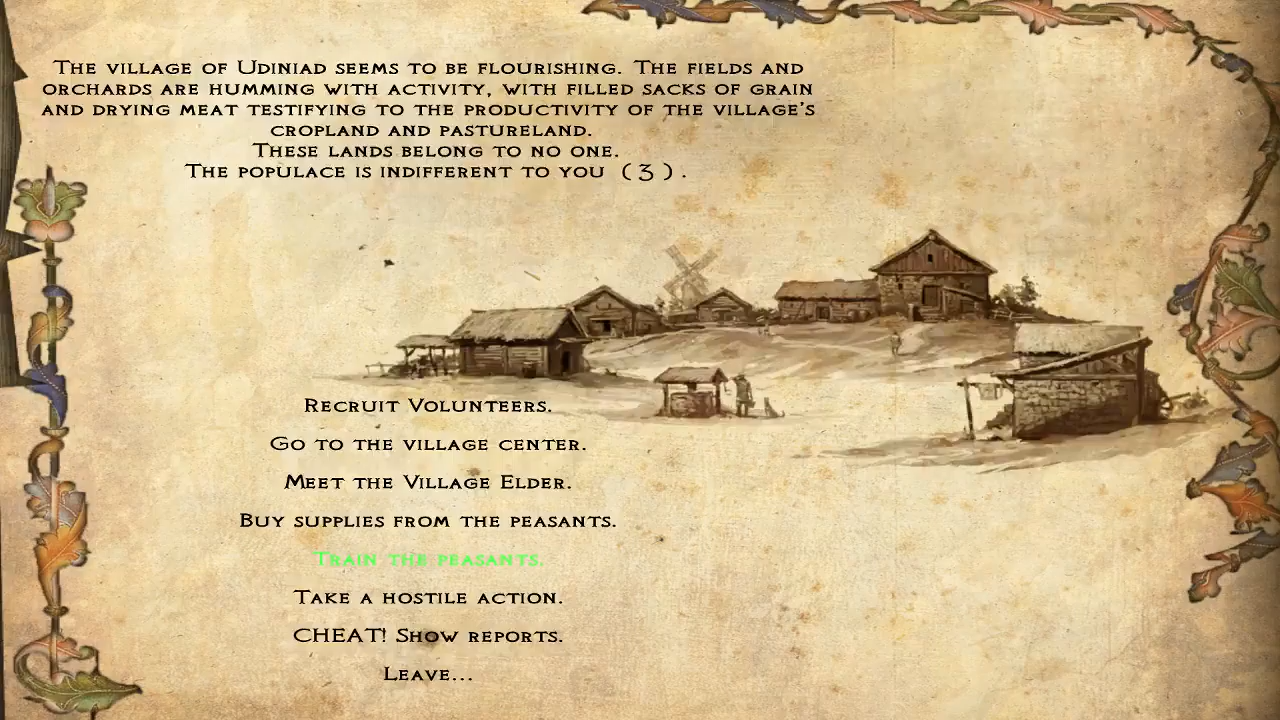 The village of Udiniad seems to be flourishing. The fields and
orchards are humming with activity, with filled sacks of grain
and drying meat testifying to the productivity of the village's
cropland and pastureland.
These lands belong to no one.
The populace is indifferent to you (3).
Recruit Volunteers.
Go to the village center.
Meet the Village Elder.
Buy supplies from the peasants.
Train the peasants.
Take a hostile action.
CHEAT! Show reports.
Leave...